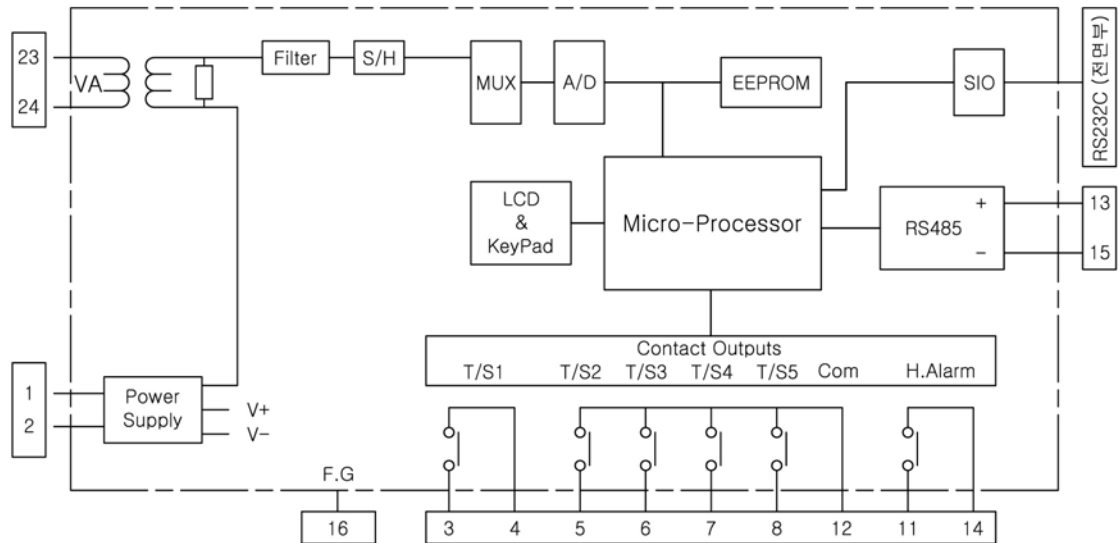 23
VA
24
Filter
S/H
MUX
A/D
EEPROM
SIO
RS232C (전면부)
LCD
&
KeyPad
Micro-Processor
RS485
+
-
13
15
Contact Outputs
T/S1 T/S2 T/S3 T/S4 T/S5 Com H.Alarm
1
2
Power
Supply
V+
V-
F.G
16
3 4 5 6 7 8 12 11 14